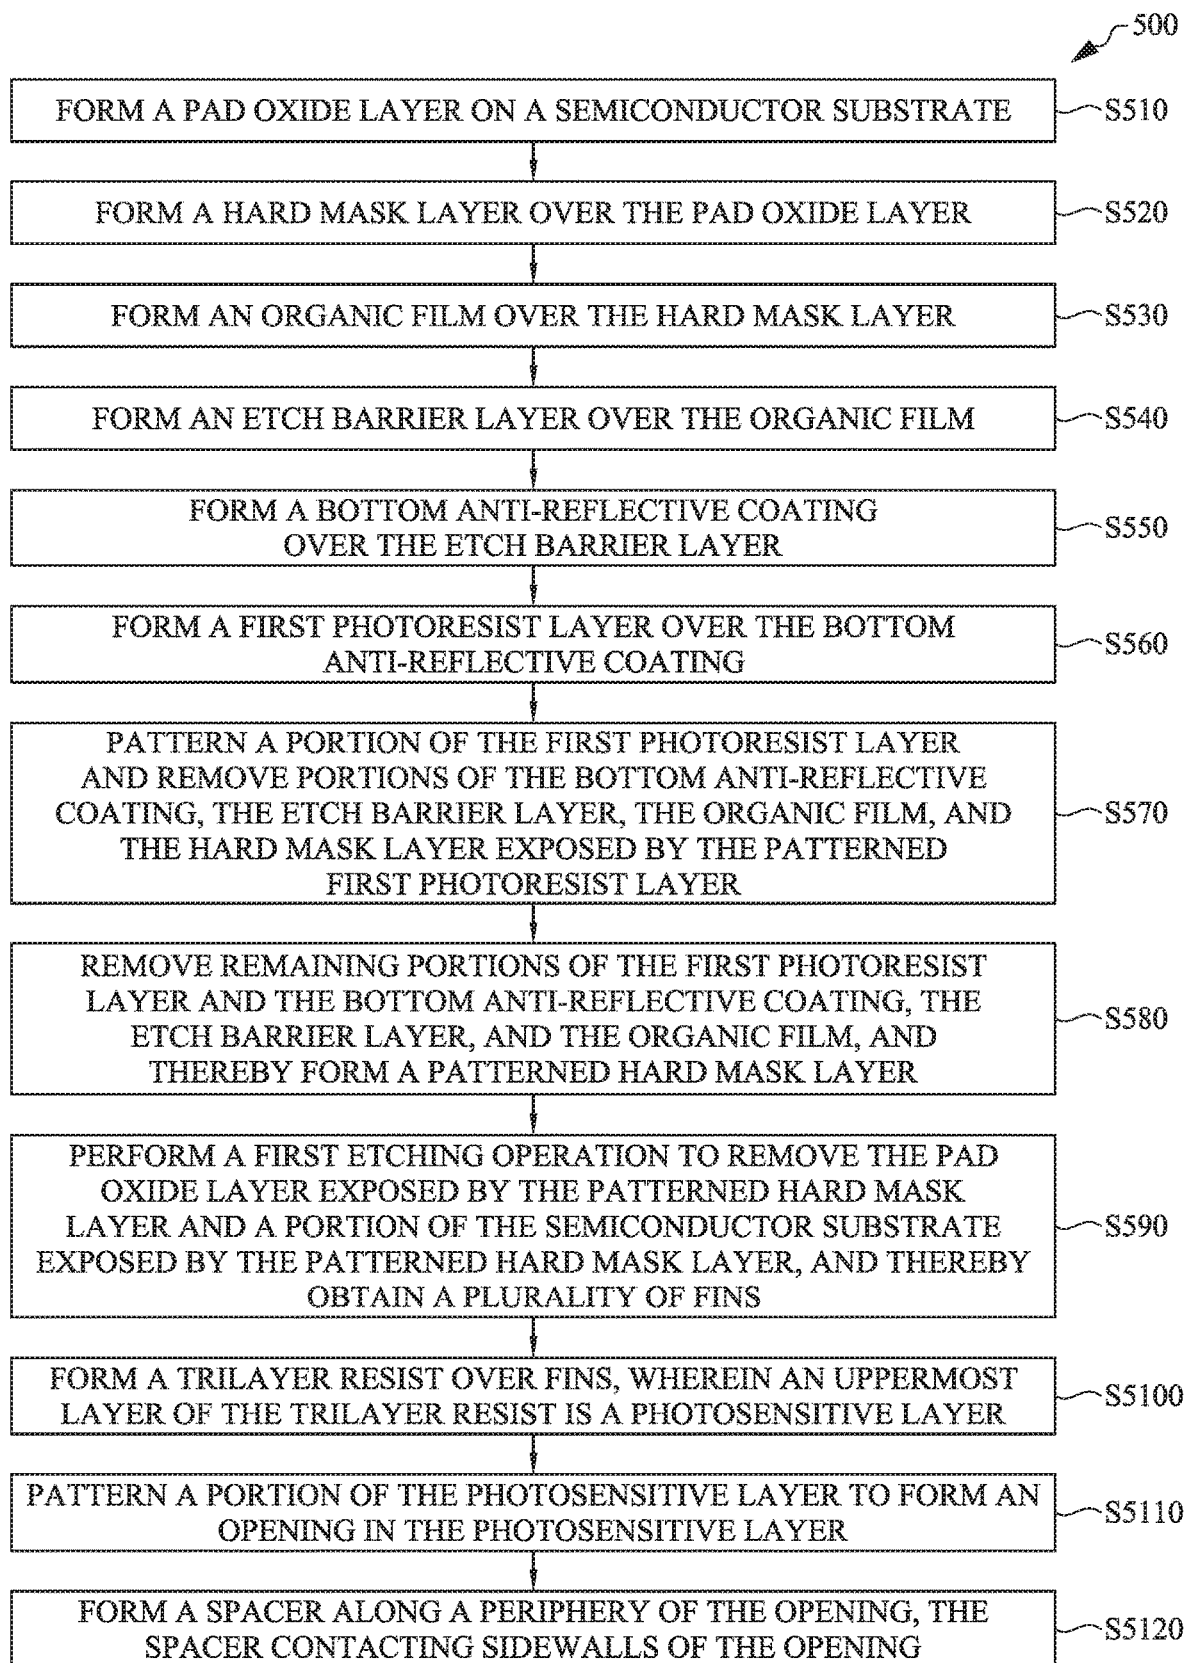 500
FORM A PAD OXIDE LAYER ON A SEMICONDUCTOR SUBSTRATE
S510
FORM A HARD MASK LAYER OVER THE PAD OXIDE LAYER
S520
FORM AN ORGANIC FILM OVER THE HARD MASK LAYER
S530
FORM AN ETCH BARRIER LAYER OVER THE ORGANIC FILM
S540
FORM A BOTTOM ANTI-REFLECTIVE COATING
OVER THE ETCH BARRIER LAYER
S550
FORM A FIRST PHOTORESIST LAYER OVER THE BOTTOM
ANTI-REFLECTIVE COATING
S560
PATTERN A PORTION OF THE FIRST PHOTORESIST LAYER
AND REMOVE PORTIONS OF THE BOTTOM ANTI-REFLECTIVE
COATING, THE ETCH BARRIER LAYER, THE ORGANIC FILM, AND
THE HARD MASK LAYER EXPOSED BY THE PATTERNED
FIRST PHOTORESIST LAYER
S570
REMOVE REMAINING PORTIONS OF THE FIRST PHOTORESIST
LAYER AND THE BOTTOM ANTI-REFLECTIVE COATING, THE
ETCH BARRIER LAYER, AND THE ORGANIC FILM, AND
THEREBY FORM A PATTERNED HARD MASK LAYER
S580
PERFORM A FIRST ETCHING OPERATION TO REMOVE THE PAD
OXIDE LAYER EXPOSED BY THE PATTERNED HARD MASK
LAYER AND A PORTION OF THE SEMICONDUCTOR SUBSTRATE
EXPOSED BY THE PATTERNED HARD MASK LAYER, AND THEREBY
OBTAIN A PLURALITY OF FINS
S590
FORM A TRILAYER RESIST OVER FINS, WHEREIN AN UPPERMOST
LAYER OF THE TRILAYER RESIST IS A PHOTOSENSITIVE LAYER
S5100
PATTERN A PORTION OF THE PHOTOSENSITIVE LAYER TO FORM AN
OPENING IN THE PHOTOSENSITIVE LAYER
S5110
FORM A SPACER ALONG A PERIPHERY OF THE OPENING, THE
SPACER CONTACTING SIDEWALLS OF THE OPENING
S5120